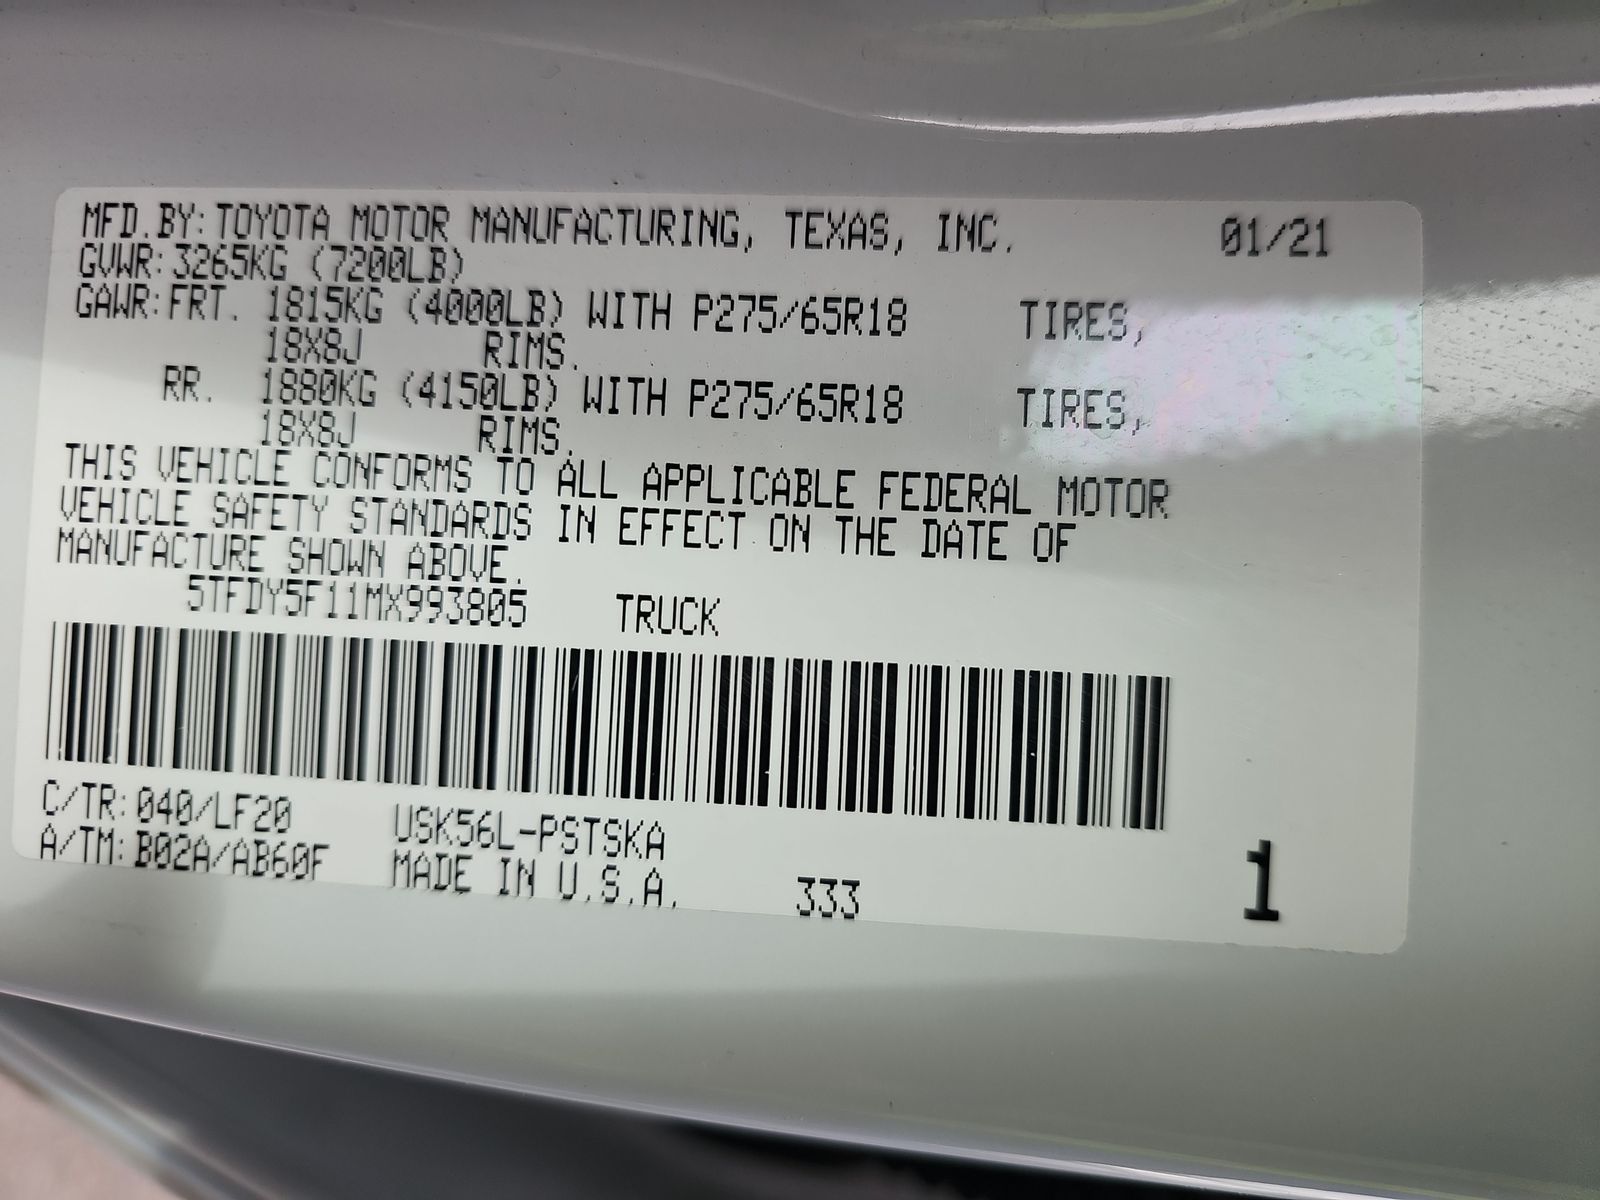 MFD.BY:TOYOTA MOTOR MANUFACTURING, TEXAS, INC. 01/21
GVWR:3265KG (7200LB)
GAWR:FRT. 1815KG (4000LB) WITH P275/65R18 TIRES,
18X8J RIMS.
RR. 1880KG (4150LB) WITH P275/65R18 TIRES,
18X8J RIMS.
THIS VEHICLE CONFORMS TO ALL APPLICABLE FEDERAL MOTOR
VEHICLE SAFETY STANDARDS IN EFFECT ON THE DATE OF
MANUFACTURE SHOWN ABOVE.
5TFDY5F11MX993805 TRUCK
C/TR:040/LF20 USK56L-PSTSKA
A/TM:B02A/AB60F MADE IN U.S.A. 333 1